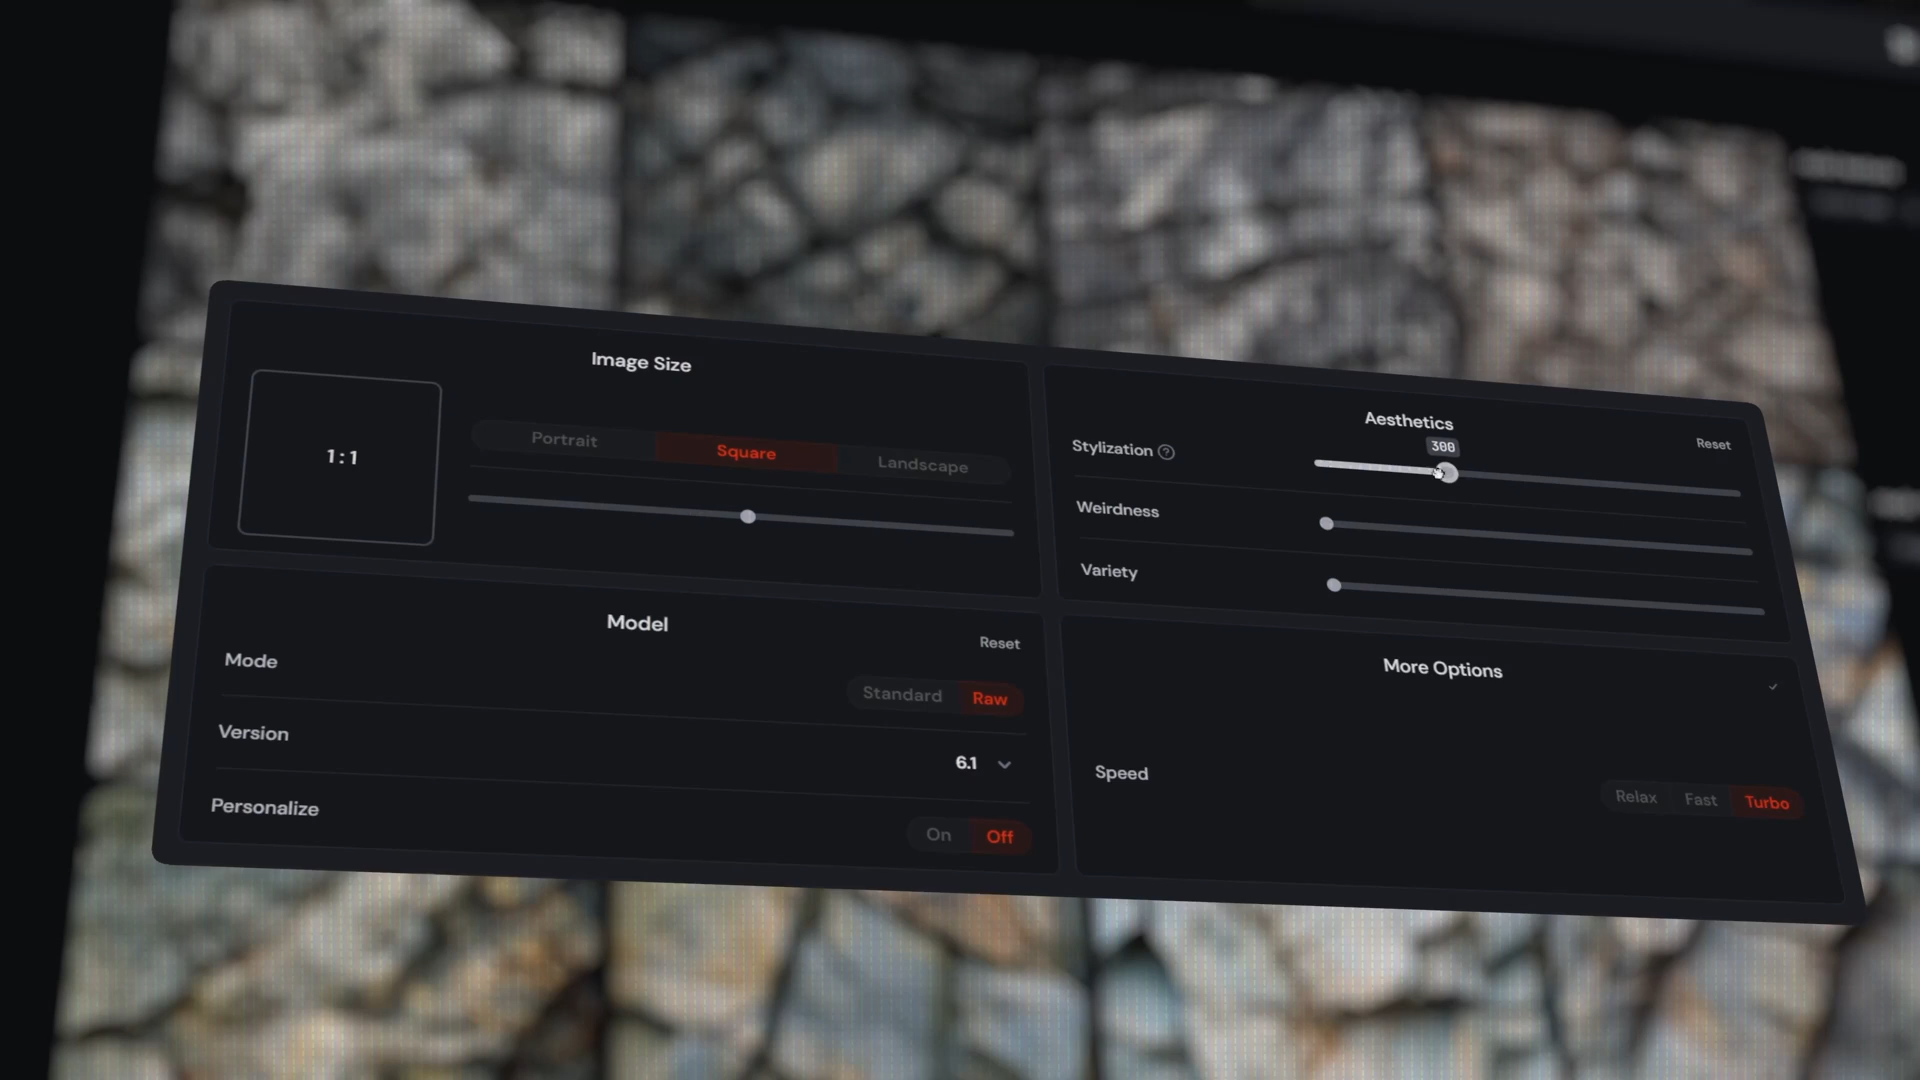 Image Size
1:1
Portrait
Square
Landscape
Aesthetics
Reset
Stylization ?
300
Weirdness
Variety
Model
Reset
Mode
Standard
Raw
Version
6.1
Personalize
On
Off
More Options
Speed
Relax
Fast
Turbo